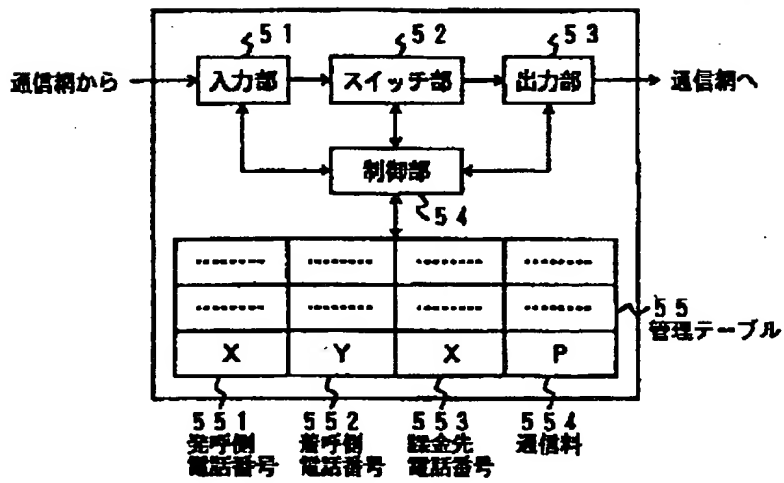 51 52 53
通信網から 入力部 スイッチ部 出力部 通信網へ
制御部
54
-------- -------- -------- --------
-------- -------- -------- --------
55
管理テーブル
X Y X P
551 552 553 554
発呼側 着呼側 課金先 通信料
電話番号 電話番号 電話番号